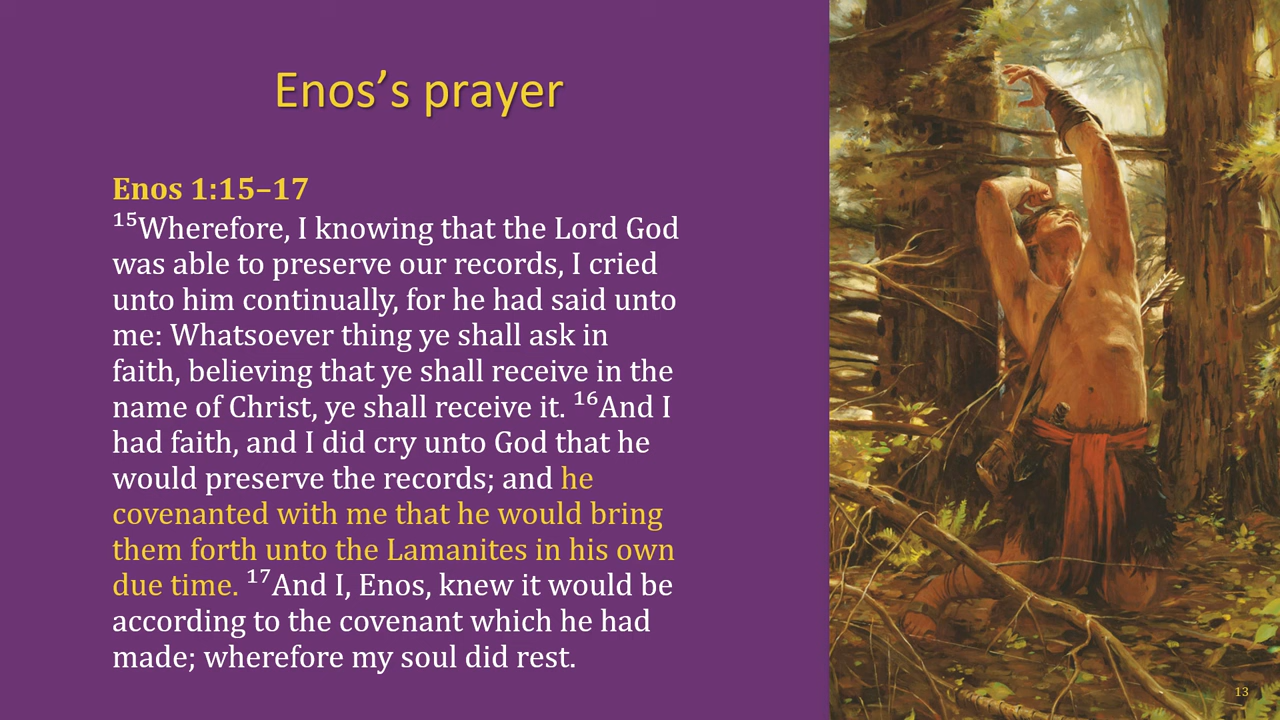 Enos’s prayer
Enos 1:15–17
¹⁵Wherefore, I knowing that the Lord God
was able to preserve our records, I cried
unto him continually, for he had said unto
me: Whatsoever thing ye shall ask in
faith, believing that ye shall receive in the
name of Christ, ye shall receive it. ¹⁶And I
had faith, and I did cry unto God that he
would preserve the records; and he
covenanted with me that he would bring
them forth unto the Lamanites in his own
due time. ¹⁷And I, Enos, knew it would be
according to the covenant which he had
made; wherefore my soul did rest.
13